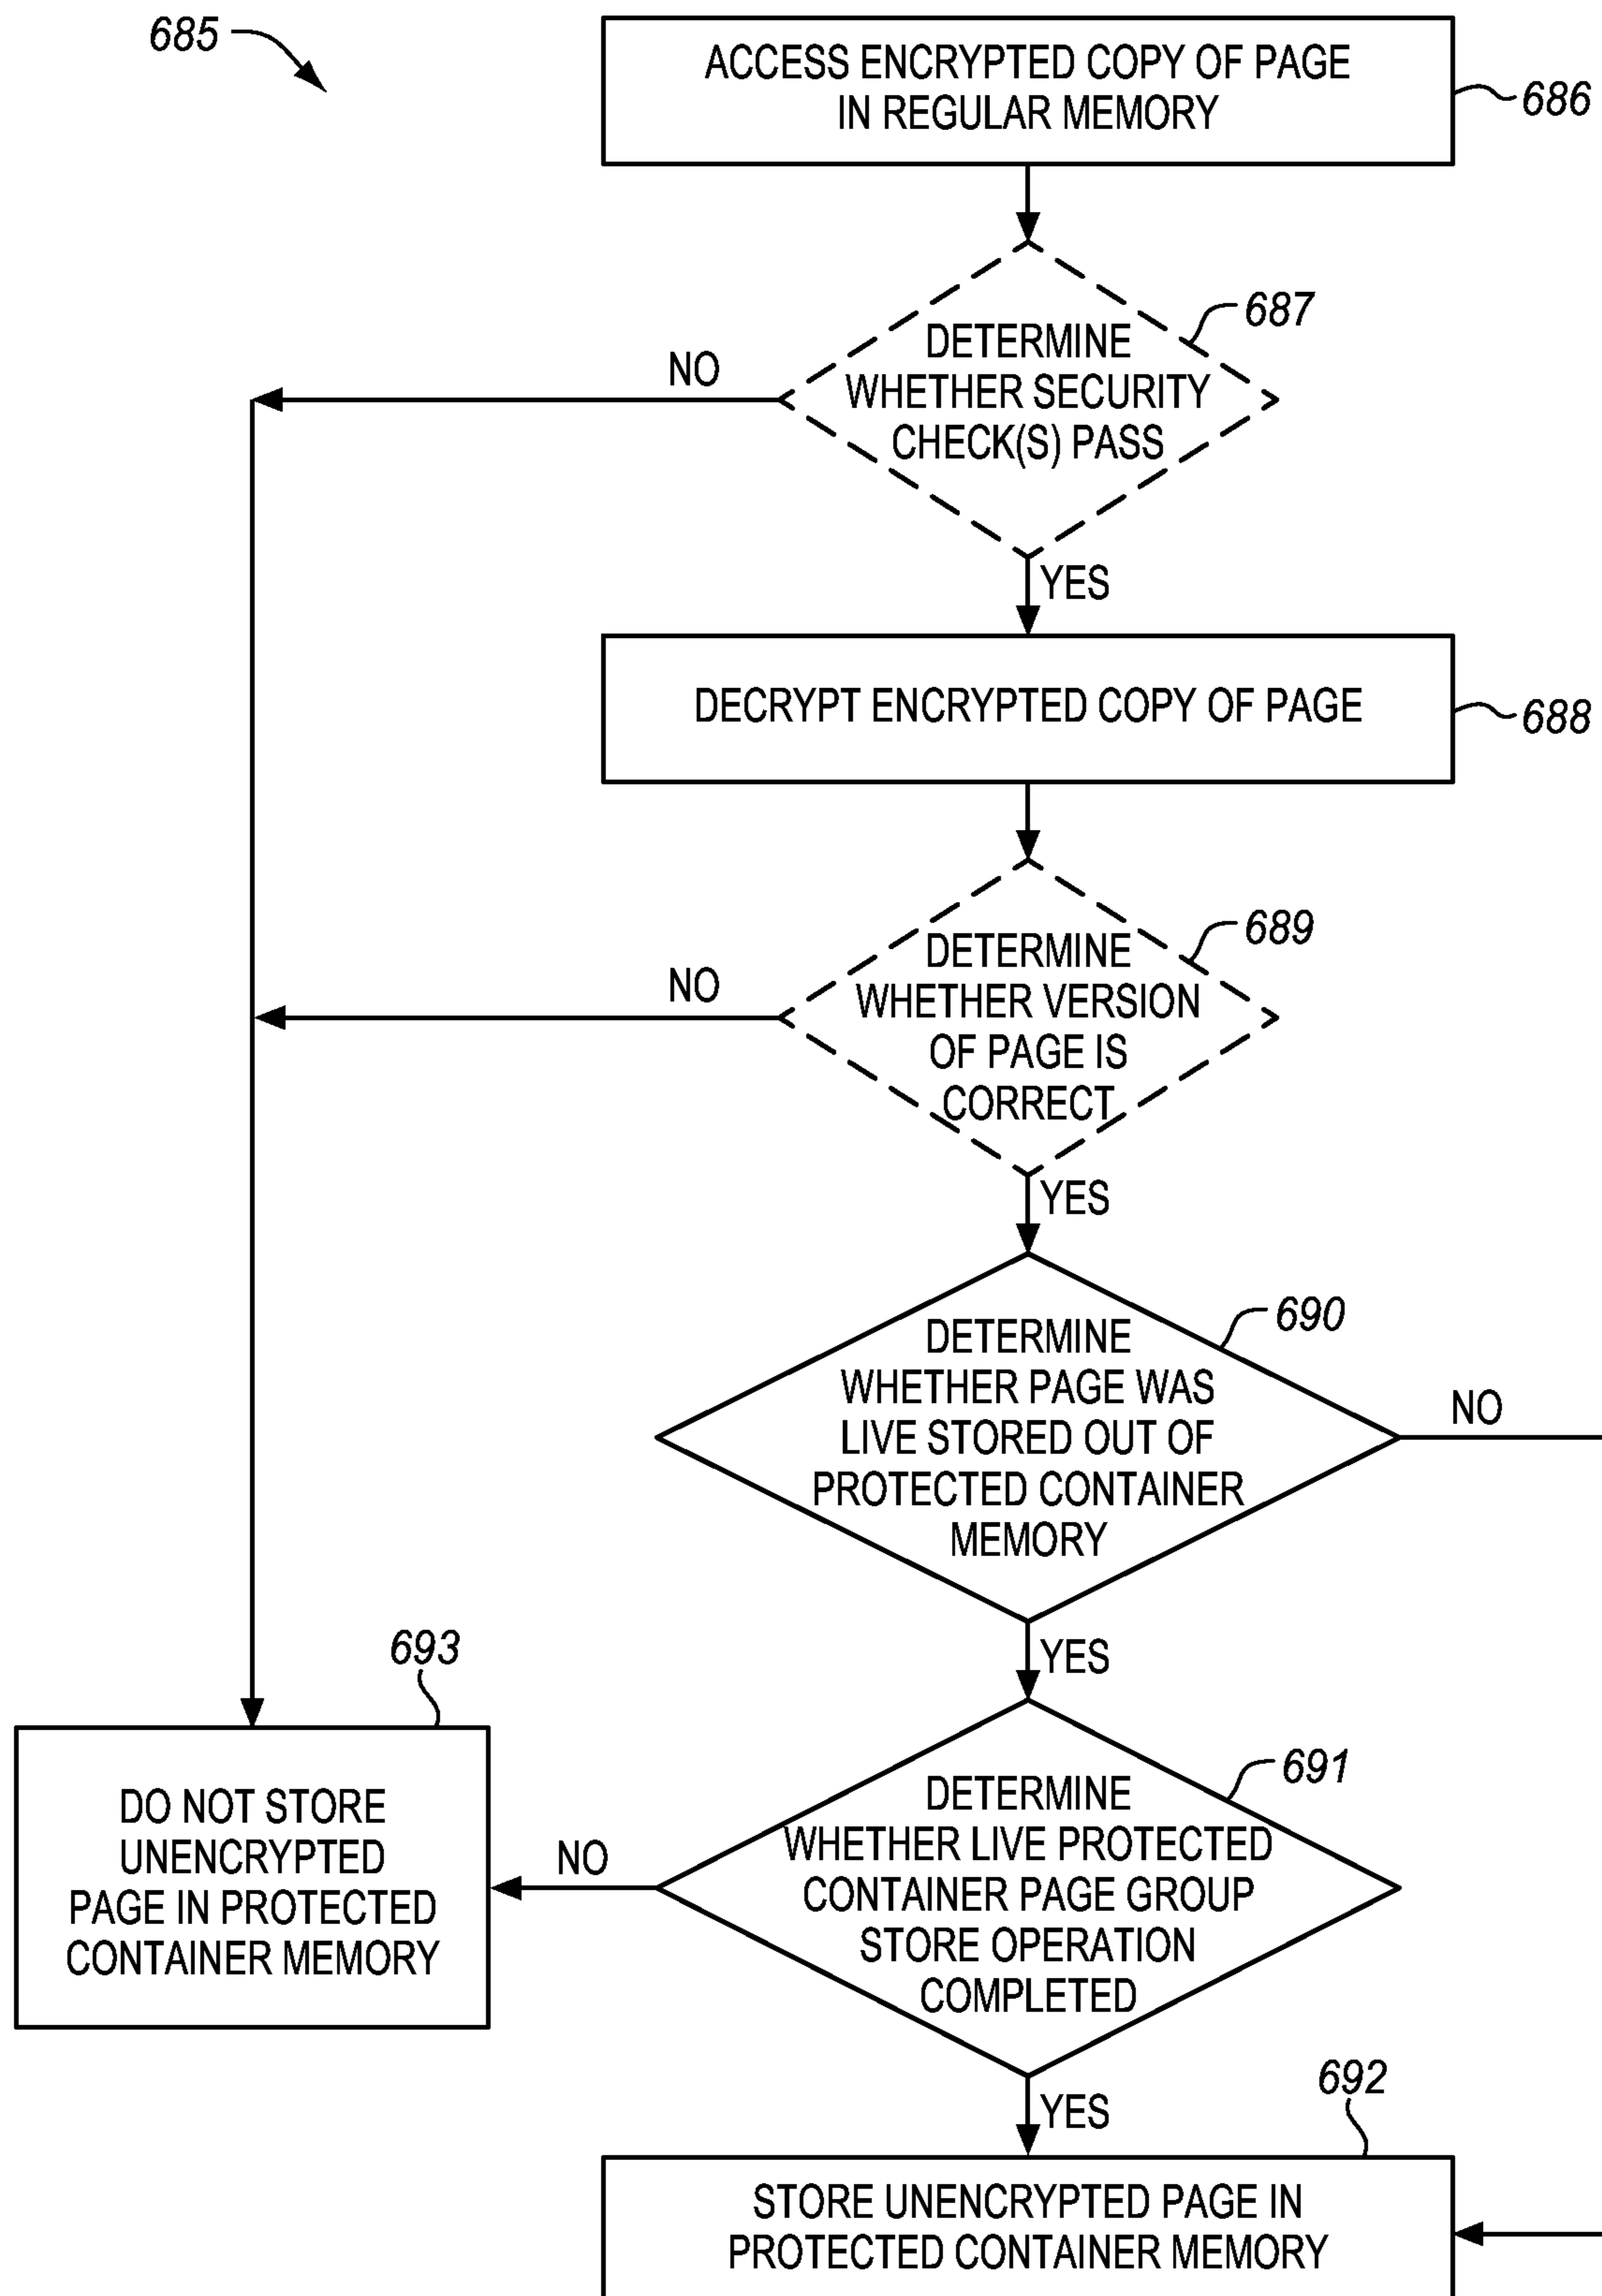 685
ACCESS ENCRYPTED COPY OF PAGE
IN REGULAR MEMORY
686
687
DETERMINE
WHETHER SECURITY
CHECK(S) PASS
NO
YES
DECRYPT ENCRYPTED COPY OF PAGE
688
689
DETERMINE
WHETHER VERSION
OF PAGE IS
CORRECT
NO
YES
690
DETERMINE
WHETHER PAGE WAS
LIVE STORED OUT OF
PROTECTED CONTAINER
MEMORY
NO
YES
693
DO NOT STORE
UNENCRYPTED
PAGE IN PROTECTED
CONTAINER MEMORY
691
DETERMINE
WHETHER LIVE PROTECTED
CONTAINER PAGE GROUP
STORE OPERATION
COMPLETED
NO
YES
692
STORE UNENCRYPTED PAGE IN
PROTECTED CONTAINER MEMORY